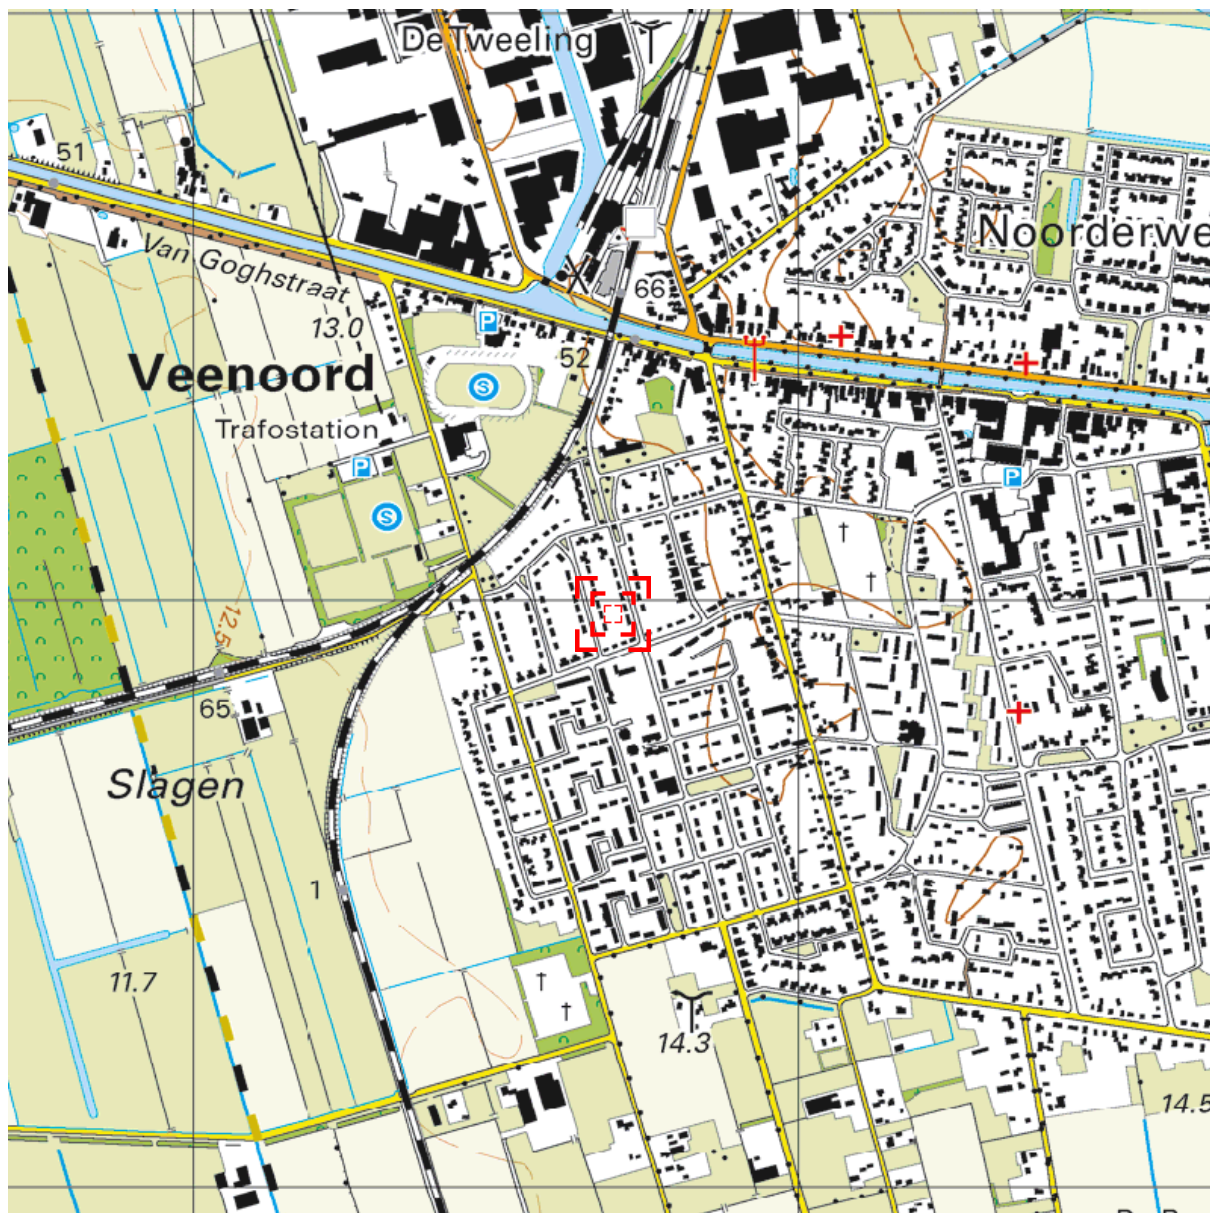 De Tweeling
51
Noorderwe
Van Goghstraat
66
13.0
P
52
Veenoord
S
Trafostation
P
P
S
12.5
65
Slagen
1
11.7
14.3
14.5